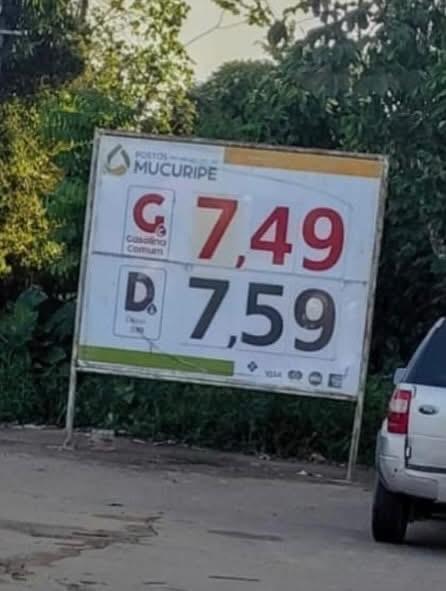 POSTOS
MUCURIPE
G
C
Gasolina
Comum
7,49
D
7,59